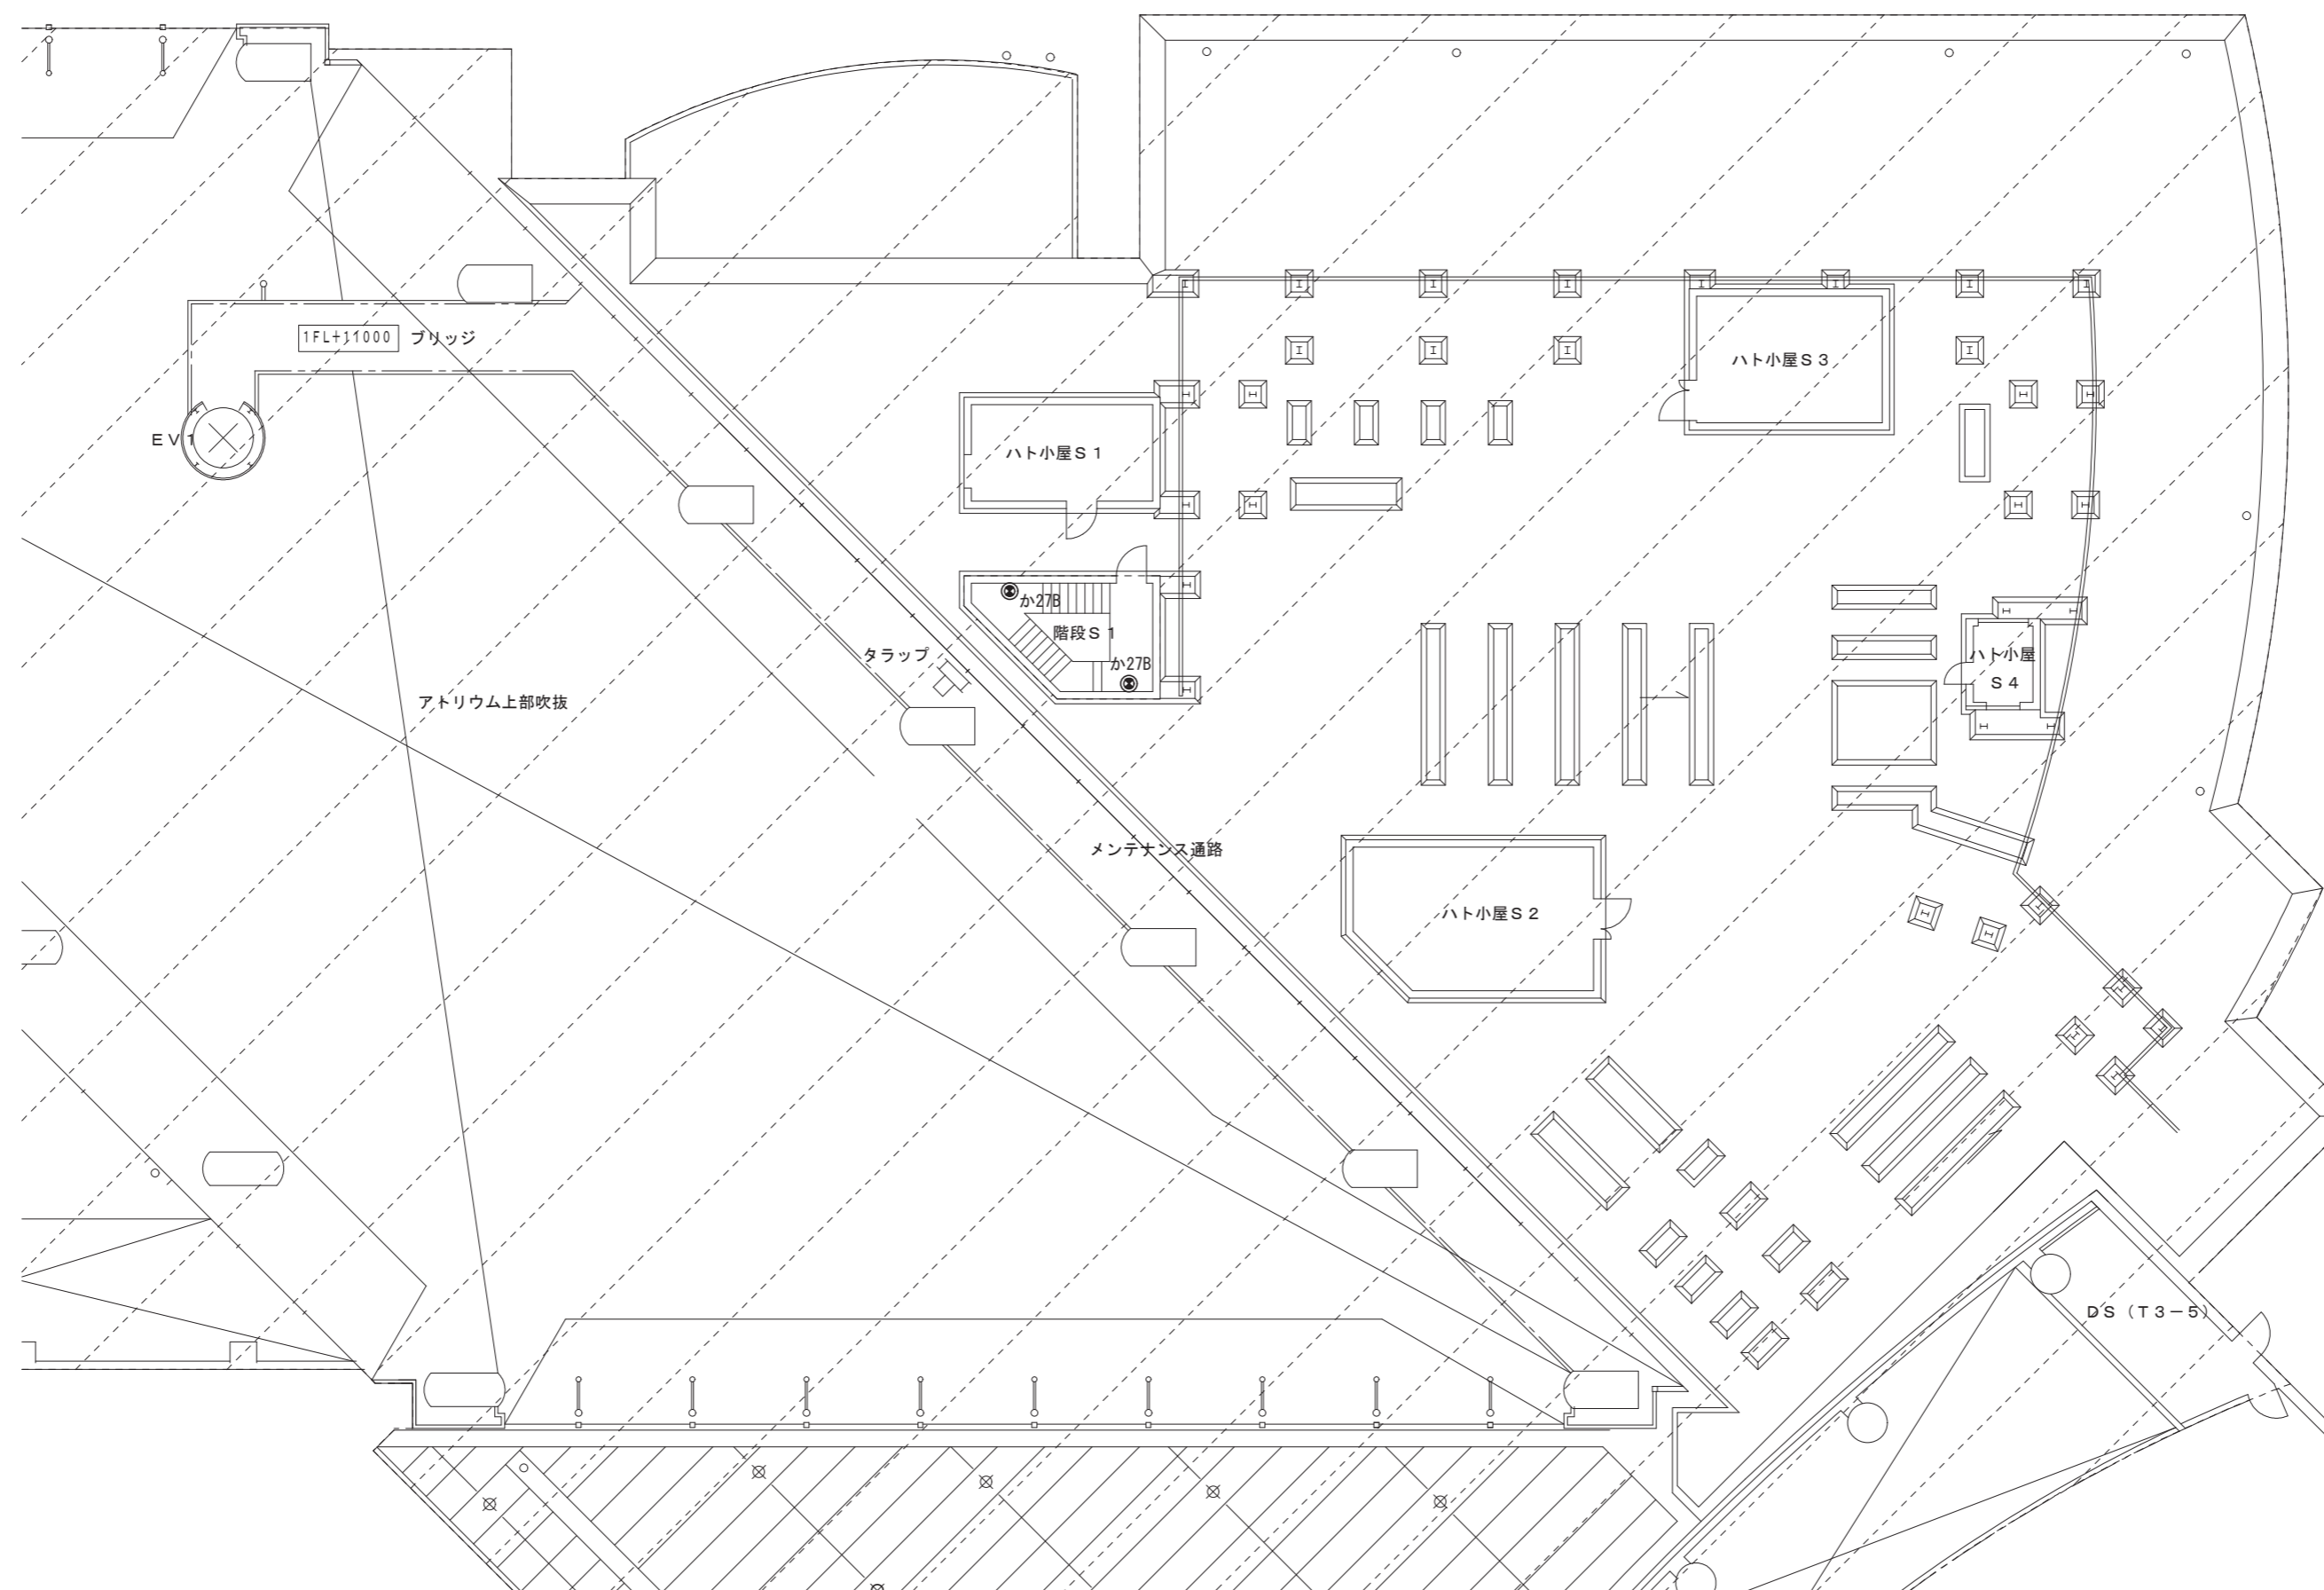 1FL+11000 ブリッジ
ハト小屋S3
EV1
ハト小屋S1
か27B
階段S1
タラップ
か27B
ハト小屋
S4
アトリウム上部吹抜
メンテナンス通路
ハト小屋S2
DS(T3-5)